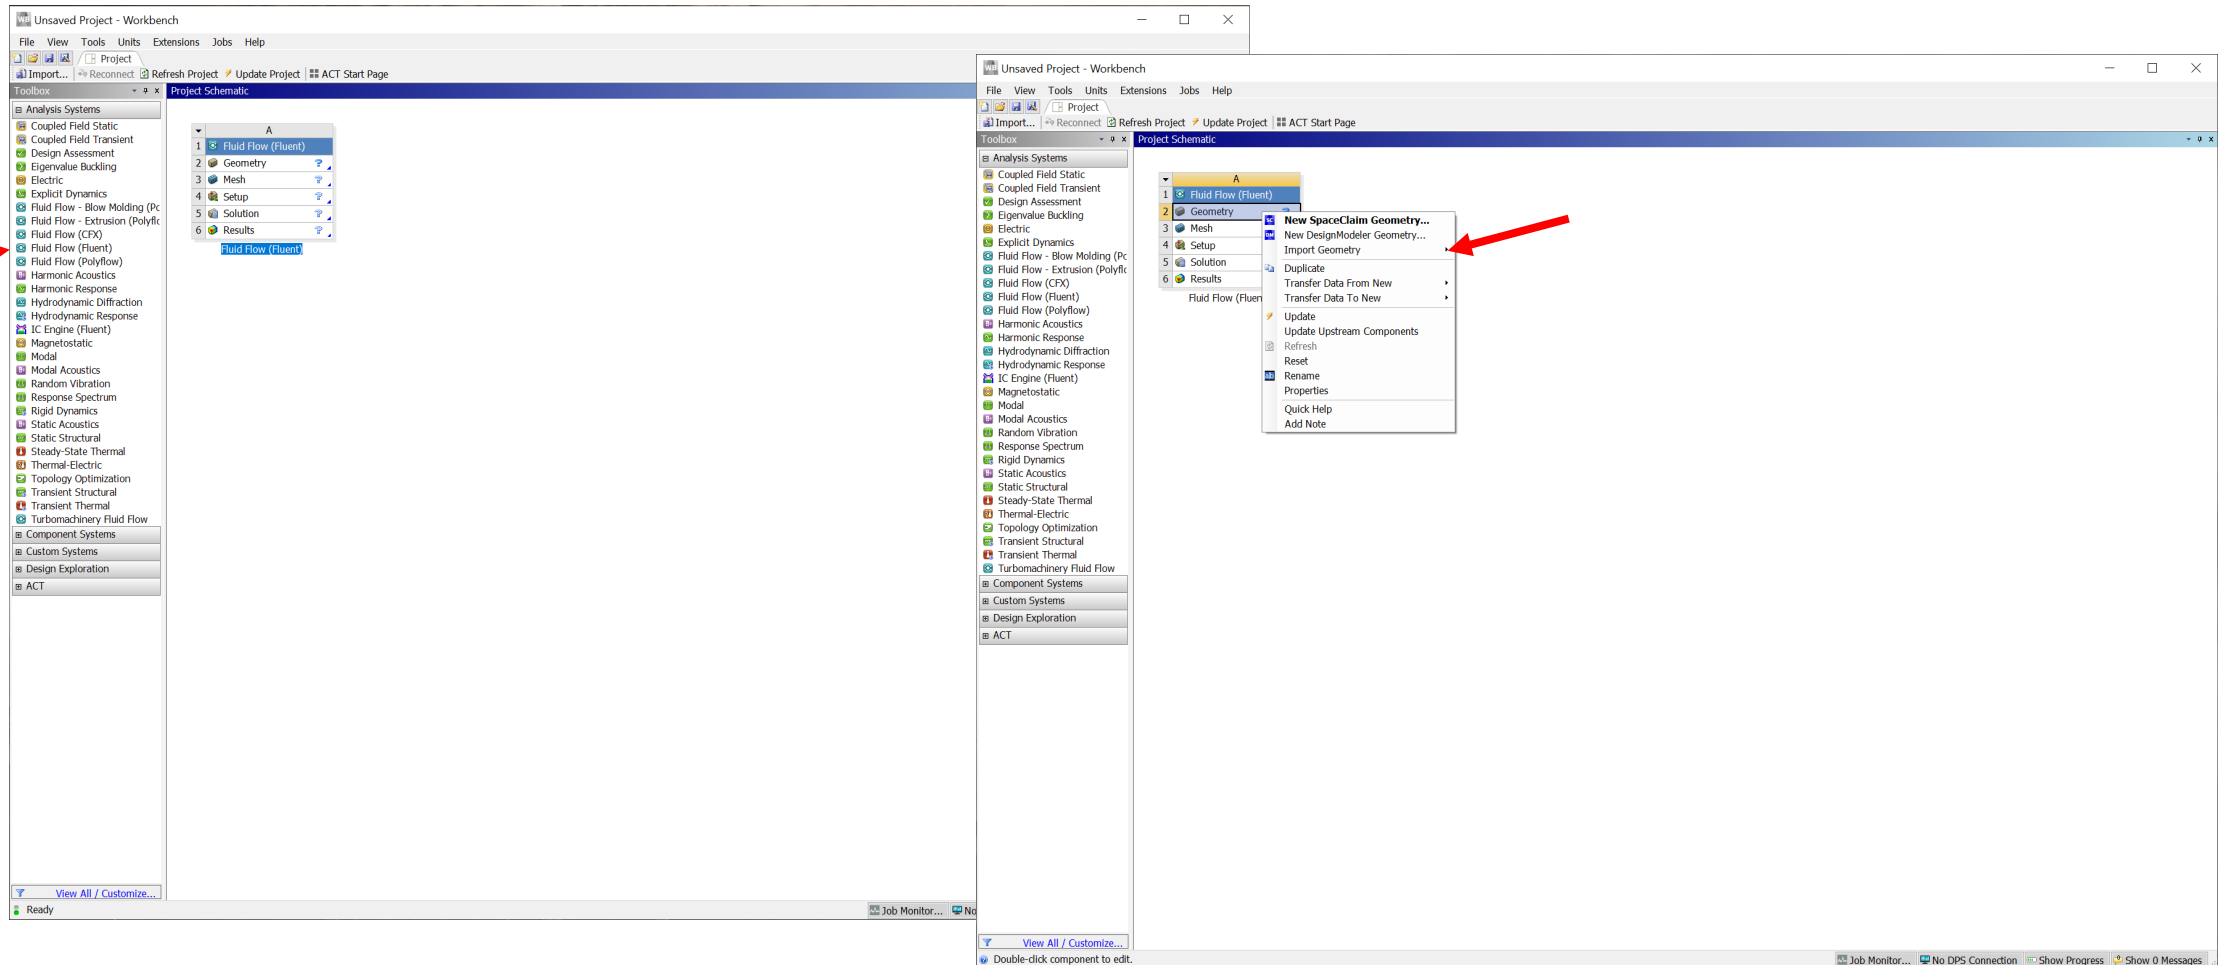 Unsaved Project - Workbench
File View Tools Units Extensions Jobs Help
Project
Import... Reconnect Refresh Project Update Project ACT Start Page
Toolbox
Project Schematic
Analysis Systems
Coupled Field Static
Coupled Field Transient
Design Assessment
Eigenvalue Buckling
Electric
Explicit Dynamics
Fluid Flow - Blow Molding (Pc
Fluid Flow - Extrusion (Polyflc
Fluid Flow (CFX)
Fluid Flow (Fluent)
Fluid Flow (Polyflow)
Harmonic Acoustics
Harmonic Response
Hydrodynamic Diffraction
Hydrodynamic Response
IC Engine (Fluent)
Magnetostatic
Modal
Modal Acoustics
Random Vibration
Response Spectrum
Rigid Dynamics
Static Acoustics
Static Structural
Steady-State Thermal
Thermal-Electric
Topology Optimization
Transient Structural
Transient Thermal
Turbomachinery Fluid Flow
Component Systems
Custom Systems
Design Exploration
ACT
View All / Customize...
Ready
A
1 Fluid Flow (Fluent)
2 Geometry ?
3 Mesh ?
4 Setup ?
5 Solution ?
6 Results ?
Fluid Flow (Fluent)
Job Monitor... No
Unsaved Project - Workbench
File View Tools Units Extensions Jobs Help
Project
Import... Reconnect Refresh Project Update Project ACT Start Page
Toolbox
Project Schematic
Analysis Systems
Coupled Field Static
Coupled Field Transient
Design Assessment
Eigenvalue Buckling
Electric
Explicit Dynamics
Fluid Flow - Blow Molding (Pc
Fluid Flow - Extrusion (Polyflc
Fluid Flow (CFX)
Fluid Flow (Fluent)
Fluid Flow (Polyflow)
Harmonic Acoustics
Harmonic Response
Hydrodynamic Diffraction
Hydrodynamic Response
IC Engine (Fluent)
Magnetostatic
Modal
Modal Acoustics
Random Vibration
Response Spectrum
Rigid Dynamics
Static Acoustics
Static Structural
Steady-State Thermal
Thermal-Electric
Topology Optimization
Transient Structural
Transient Thermal
Turbomachinery Fluid Flow
Component Systems
Custom Systems
Design Exploration
ACT
View All / Customize...
A
1 Fluid Flow (Fluent)
2 Geometry
3 Mesh
4 Setup
5 Solution
6 Results
Fluid Flow (Fluen
New SpaceClaim Geometry...
New DesignModeler Geometry...
Import Geometry
Duplicate
Transfer Data From New
Transfer Data To New
Update
Update Upstream Components
Refresh
Reset
Rename
Properties
Quick Help
Add Note
Double-click component to edit.
Job Monitor... No DPS Connection Show Progress Show 0 Messages